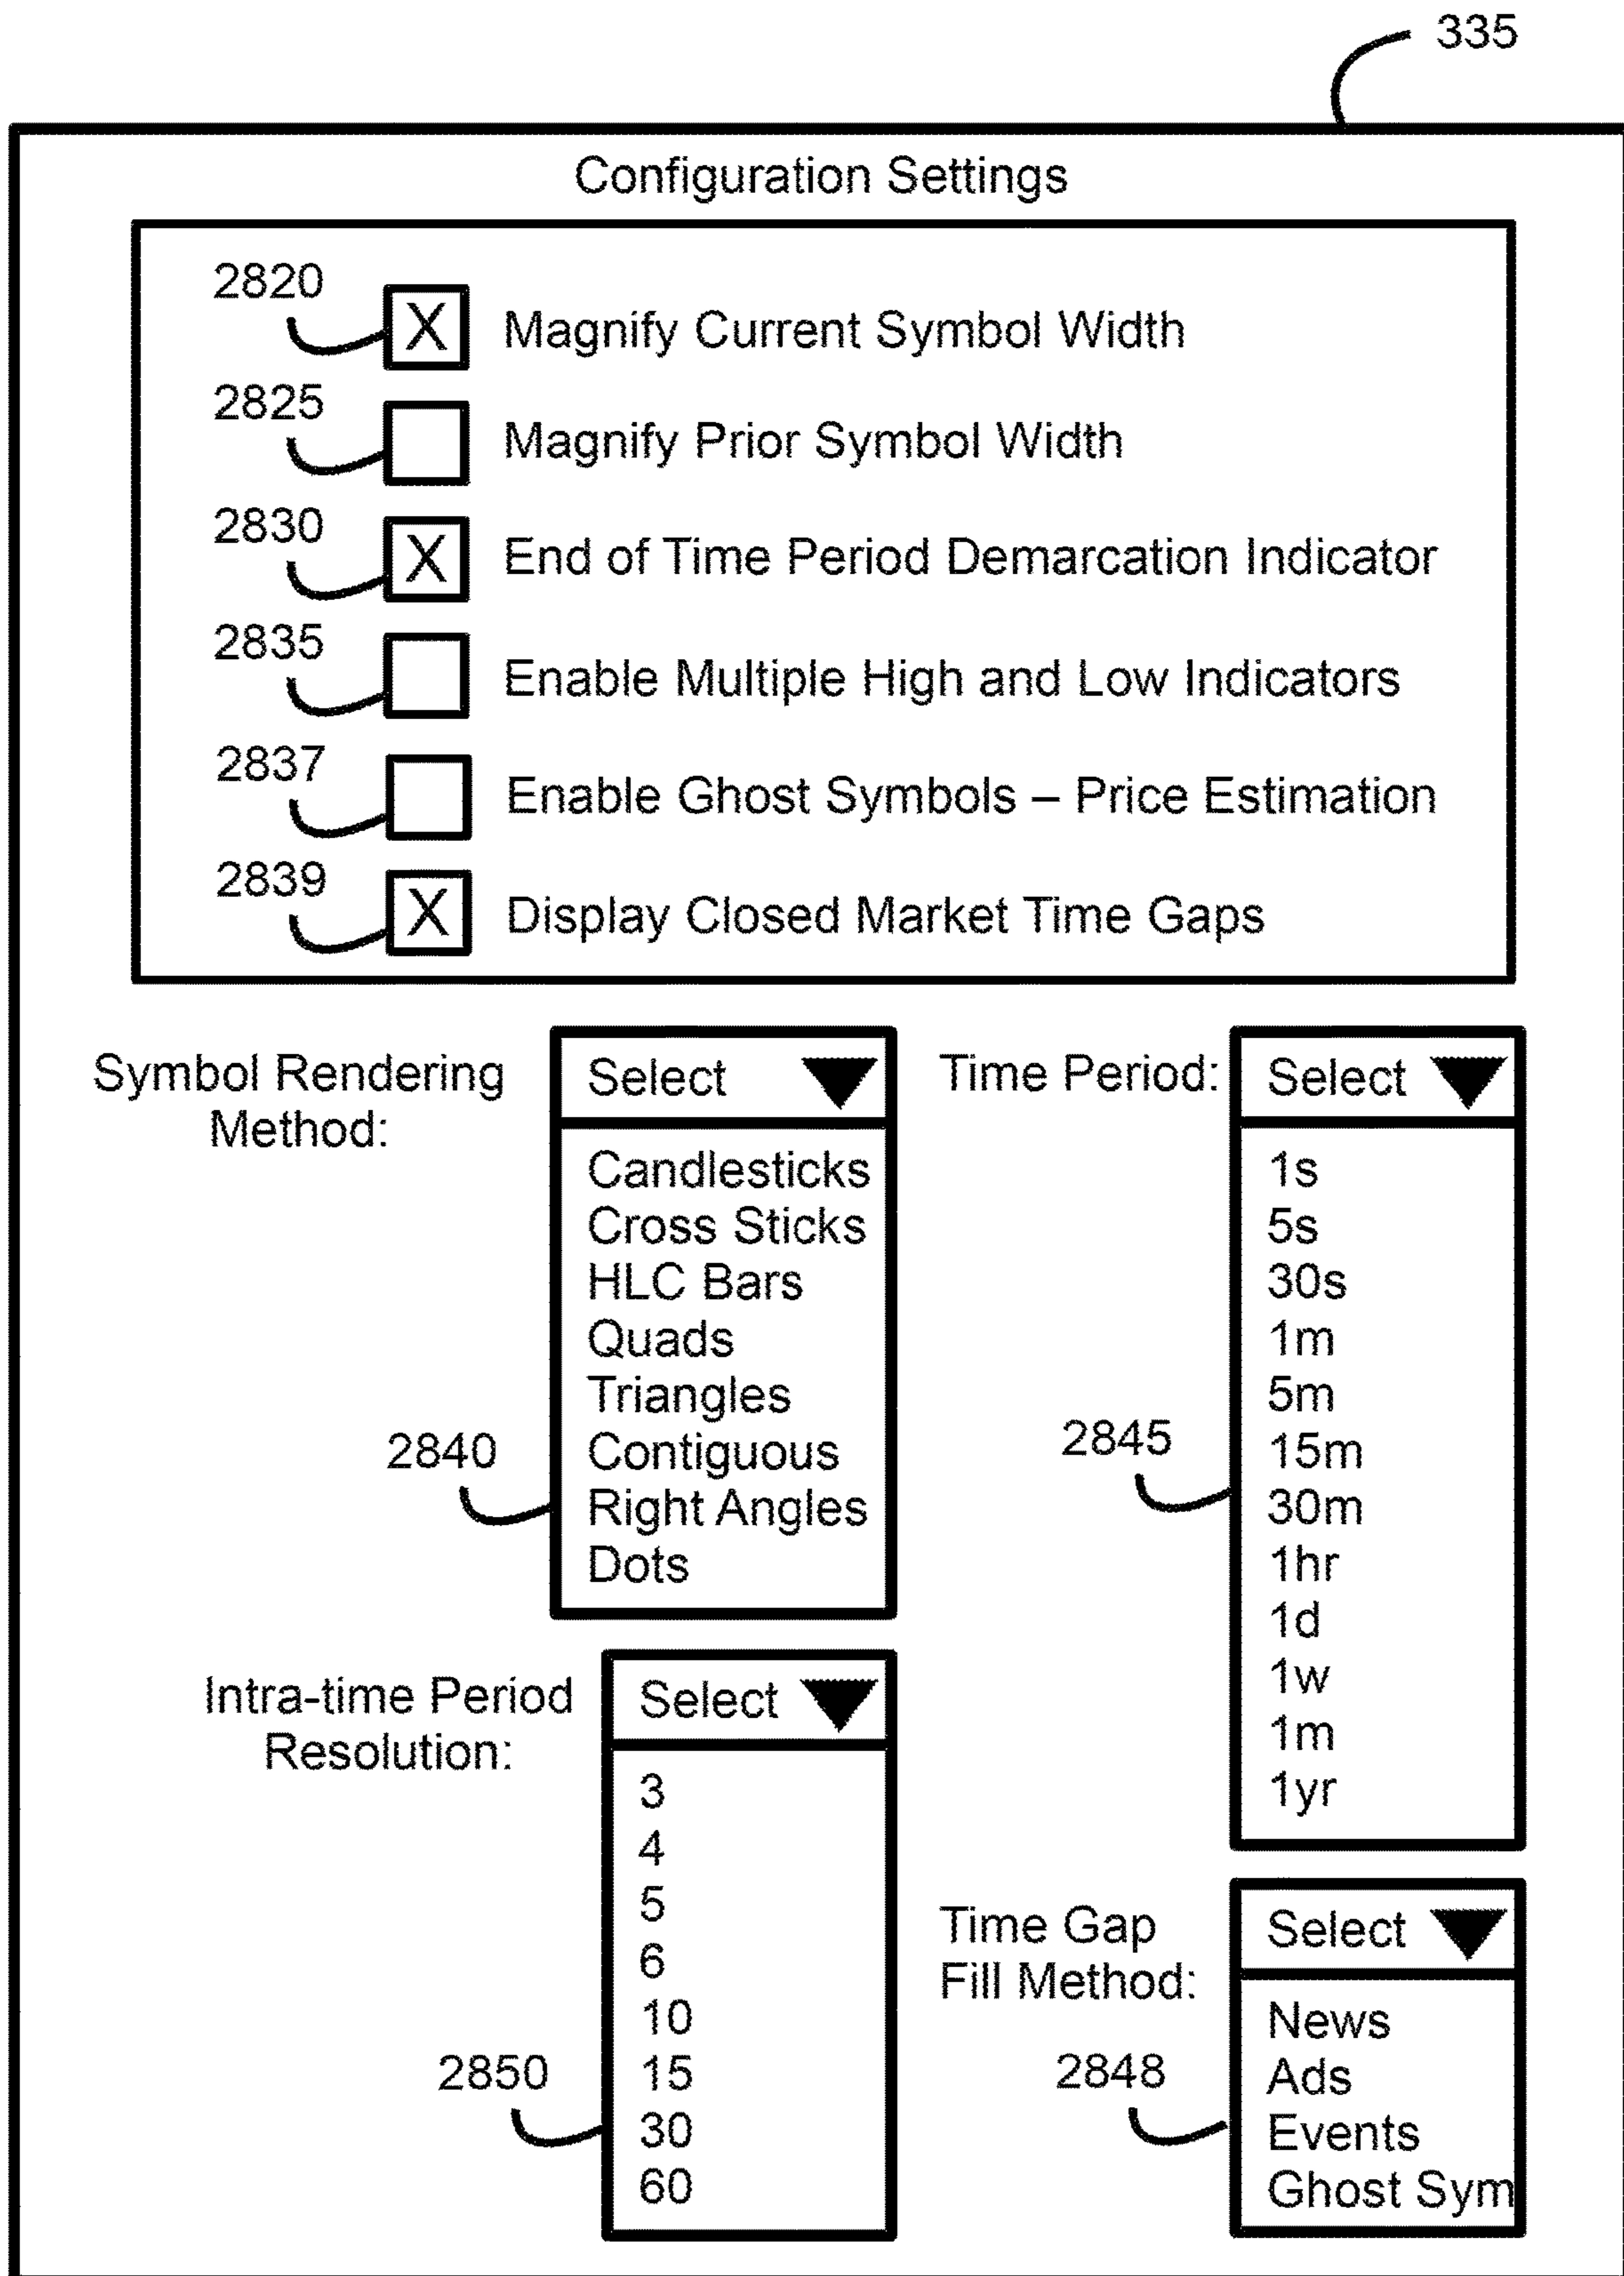 335
Configuration Settings
2820
X Magnify Current Symbol Width
2825
Magnify Prior Symbol Width
2830
X End of Time Period Demarcation Indicator
2835
Enable Multiple High and Low Indicators
2837
Enable Ghost Symbols – Price Estimation
2839
X Display Closed Market Time Gaps
Symbol Rendering
Method:
Select
Candlesticks
Cross Sticks
HLC Bars
Quads
Triangles
Contiguous
Right Angles
Dots
2840
Time Period:
Select
1s
5s
30s
1m
5m
15m
30m
1hr
1d
1w
1m
1yr
2845
Intra-time Period
Resolution:
Select
3
4
5
6
10
15
30
60
2850
Time Gap
Fill Method:
Select
News
Ads
Events
Ghost Sym
2848